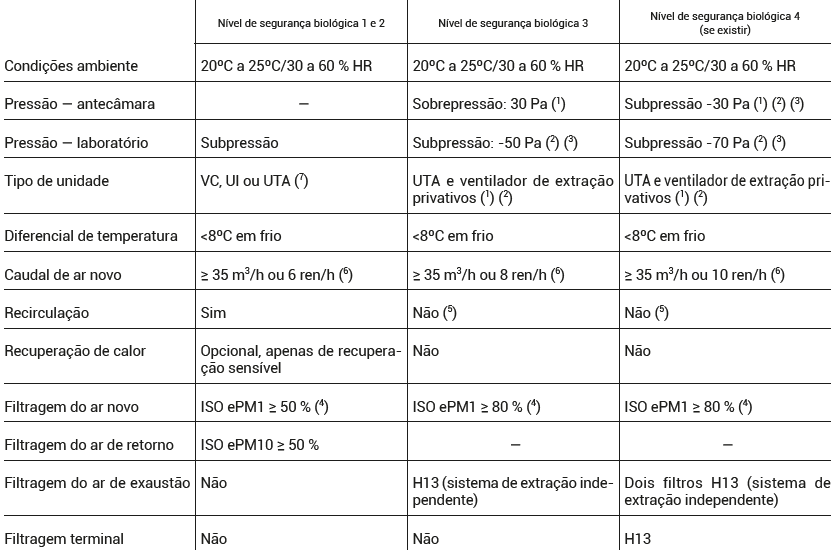 Nível de segurança biológica 1 e 2 Nível de segurança biológica 3 Nível de segurança biológica 4
(se existir)
Condições ambiente 20ºC a 25ºC/30 a 60 % HR 20ºC a 25ºC/30 a 60 % HR 20ºC a 25ºC/30 a 60 % HR
Pressão — antecâmara — Sobrepressão: 30 Pa (¹) Subpressão -30 Pa (¹) (²) (³)
Pressão — laboratório Subpressão Subpressão: -50 Pa (²) (³) Subpressão -70 Pa (²) (³)
Tipo de unidade VC, UI ou UTA (⁷) UTA e ventilador de extração UTA e ventilador de extração pri-
privativos (¹) (²) vativos (¹) (²)
Diferencial de temperatura <8ºC em frio <8ºC em frio <8ºC em frio
Caudal de ar novo ≥ 35 m³/h ou 6 ren/h (⁶) ≥ 35 m³/h ou 8 ren/h (⁶) ≥ 35 m³/h ou 10 ren/h (⁶)
Recirculação Sim Não (⁵) Não (⁵)
Recuperação de calor Opcional, apenas de recupera- Não Não
ção sensível
Filtragem do ar novo ISO ePM1 ≥ 50 % (⁴) ISO ePM1 ≥ 80 % (⁴) ISO ePM1 ≥ 80 % (⁴)
Filtragem do ar de retorno ISO ePM10 ≥ 50 % — —
Filtragem do ar de exaustão Não H13 (sistema de extração inde- Dois filtros H13 (sistema de
pendente) extração independente)
Filtragem terminal Não Não H13